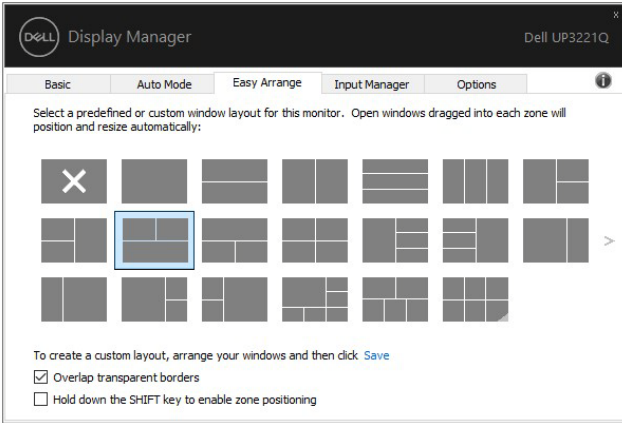 x
DELL Display Manager Dell UP3221Q
Basic Auto Mode Easy Arrange Input Manager Options i
Select a predefined or custom window layout for this monitor. Open windows dragged into each zone will
position and resize automatically:
>
To create a custom layout, arrange your windows and then click Save
Overlap transparent borders
Hold down the SHIFT key to enable zone positioning